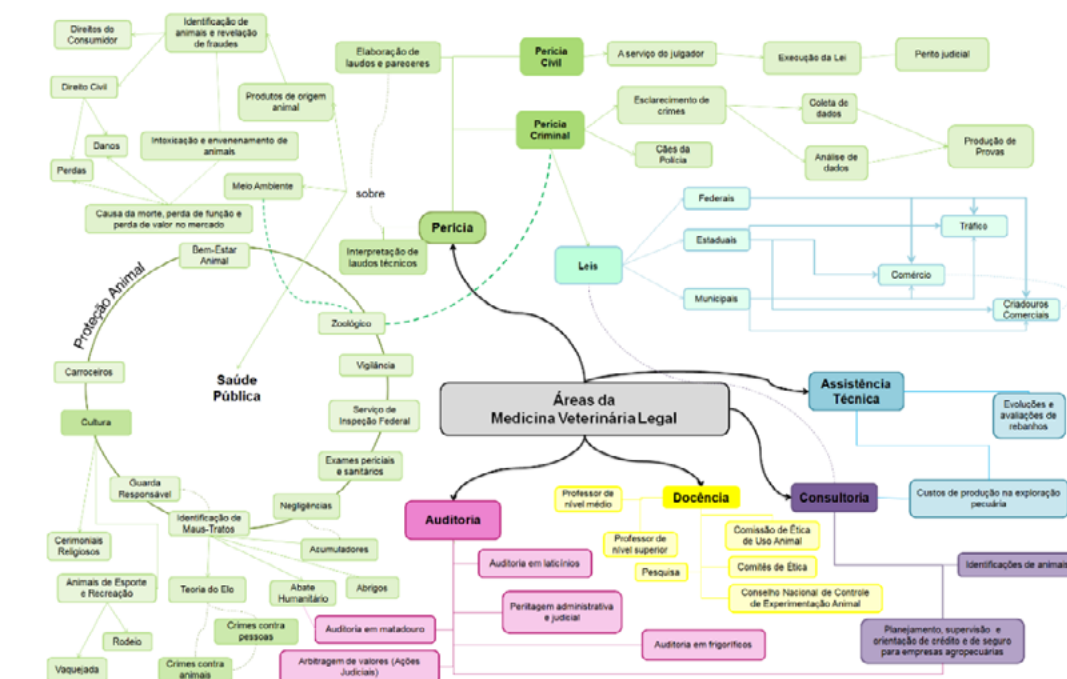 Direitos do
Consumidor
Identificação de
animais e revelação
de fraudes
Direito Civil
Produtos de origem
animal
Danos
Intoxicação e envenenamento de
animais
Perdas
Meio Ambiente
Causa da morte, perda de função e
perda de valor no mercado
Elaboração de
laudos e pareceres
sobre
Interpretação de
laudos técnicos
Perícia
Perícia
Civil
A serviço do julgador
Execução da Lei
Perito judicial
Perícia
Criminal
Esclarecimento de
crimes
Cães da
Polícia
Coleta de
dados
Análise de
dados
Produção de
Provas
Leis
Federais
Estaduais
Municipais
Tráfico
Comércio
Criadouros
Comerciais
Proteção Animal
Bem-Estar
Animal
Zoológico
Vigilância
Serviço de
Inspeção Federal
Exames periciais
e sanitários
Negligências
Acumuladores
Identificação de
Maus-Tratos
Guarda
Responsável
Cultura
Carroceiros
Saúde
Pública
Cerimoniais
Religiosos
Animais de Esporte
e Recreação
Rodeio
Vaquejada
Teoria do Elo
Crimes contra
pessoas
Crimes contra
animais
Abate
Humanitário
Abrigos
Áreas da
Medicina Veterinária Legal
Assistência
Técnica
Evoluções e
avaliações de
rebanhos
Custos de produção na exploração
pecuária
Consultoria
Identificações de animais
Planejamento, supervisão e
orientação de crédito e de seguro
para empresas agropecuárias
Docência
Professor de
nível médio
Professor de
nível superior
Pesquisa
Comissão de Ética
de Uso Animal
Comitês de Ética
Conselho Nacional de Controle
de Experimentação Animal
Auditoria
Auditoria em laticínios
Peritagem administrativa
e judicial
Auditoria em matadouro
Auditoria em frigoríficos
Arbitragem de valores (Ações
Judiciais)